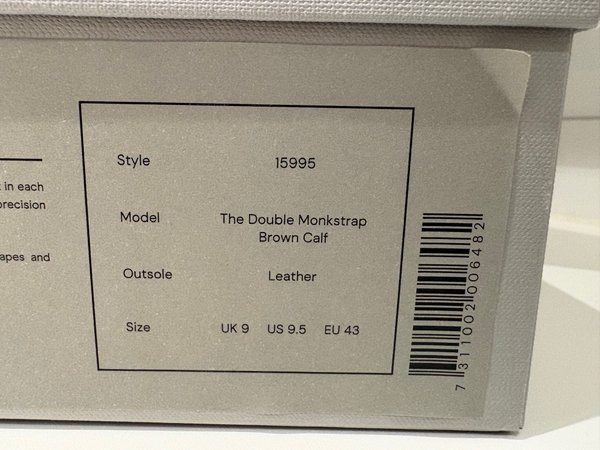 in each
precision
apes and
Style 15995
Model The Double Monkstrap
Brown Calf
Outsole Leather
Size UK 9 US 9.5 EU 43
7 311002 006482